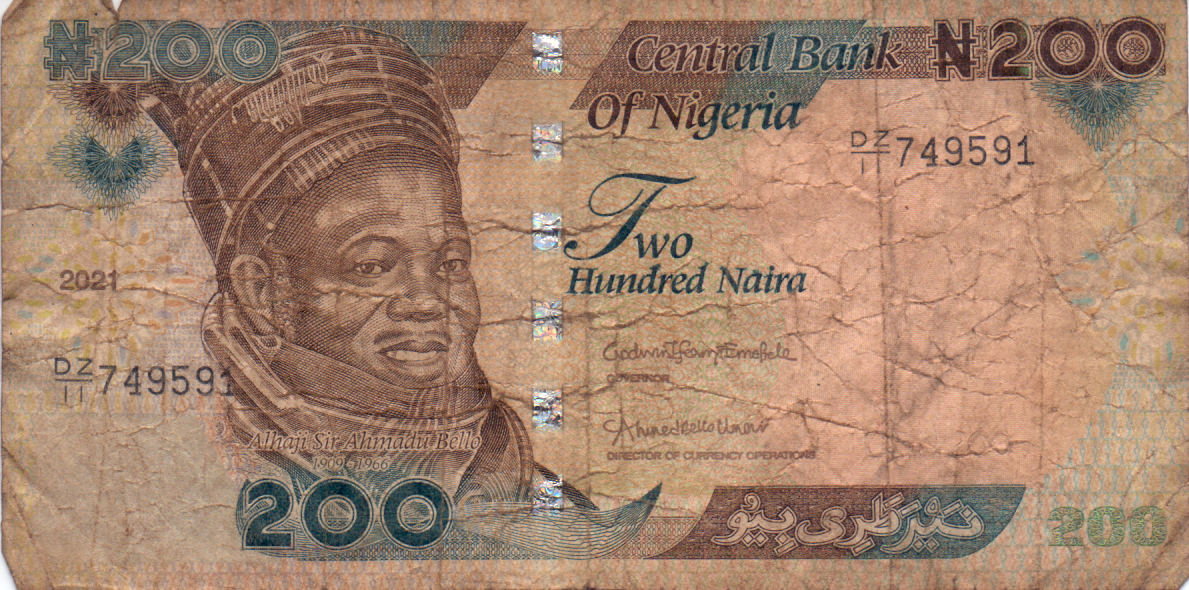 ₦200
Central Bank
Of Nigeria
₦200
DZ/11 749591
Two
Hundred Naira
2021
DZ/11 749591
GOVERNOR
DIRECTOR OF CURRENCY OPERATIONS
Alhaji Sir Ahmadu Bello
1909-1966
200
نَيْرَ طَرِى بِيُو
200